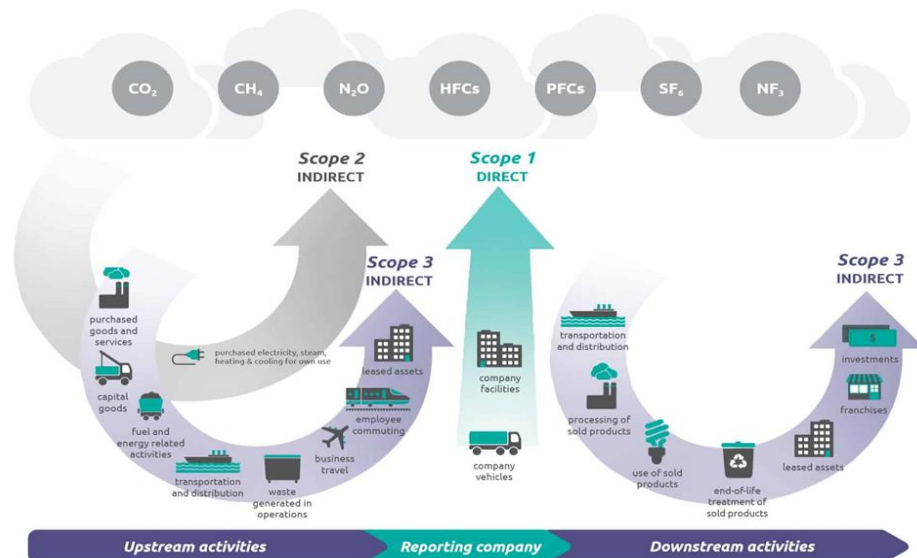 CO₂ CH₄ N₂O HFCs PFCs SF₆ NF₃
Scope 2
INDIRECT
Scope 1
DIRECT
Scope 3
INDIRECT
Scope 3
INDIRECT
purchased
goods and
services
capital
goods
fuel and
energy related
activities
transportation
and distribution
waste
generated in
operations
business
travel
employee
commuting
leased assets
purchased electricity, steam,
heating & cooling for own use
company
facilities
company
vehicles
transportation
and distribution
processing of
sold products
use of sold
products
end-of-life
treatment of
sold products
leased assets
franchises
$
investments
Upstream activities
Reporting company
Downstream activities